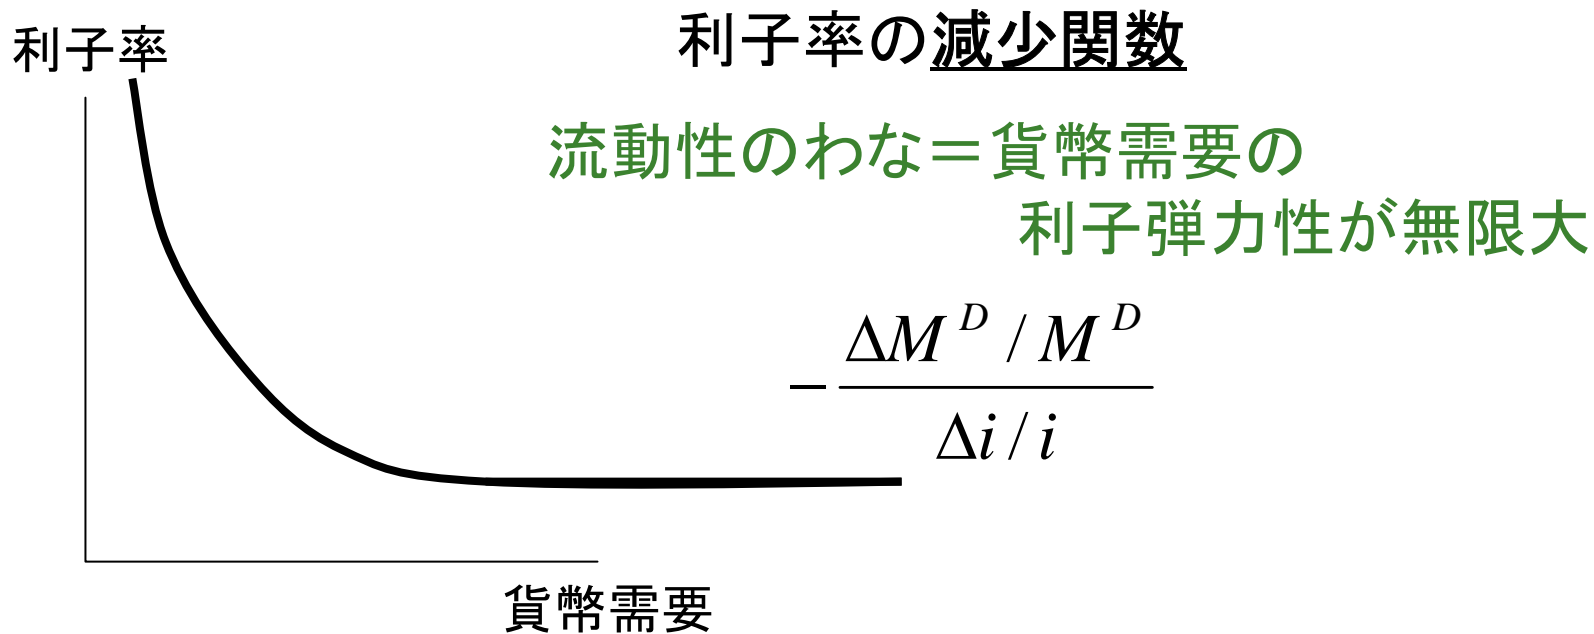 利子率
利子率の減少関数
流動性のわな＝貨幣需要の
利子弾力性が無限大
−
ΔM^D / M^D
Δi / i
貨幣需要